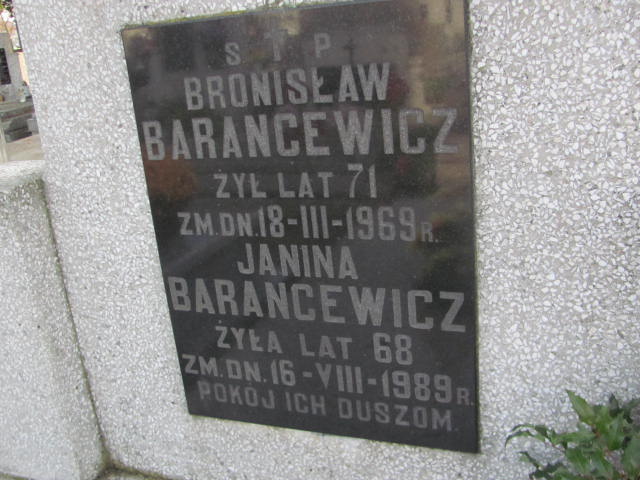 S T P
BRONISŁAW
BARANCEWICZ
ŻYŁ LAT 71
ZM.DN.18-III-1969R.
JANINA
BARANCEWICZ
ŻYŁA LAT 68
ZM.DN.16-VIII-1989R.
POKÓJ ICH DUSZOM.